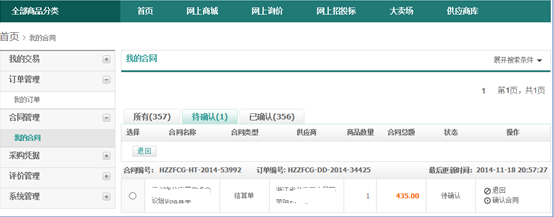 全部商品分类 首页 网上商城 网上询价 网上招投标 大卖场 供应商库
首页 > 我的合同
我的交易
订单管理
我的订单
合同管理
我的合同
采购凭据
评价管理
系统管理
我的合同 展开搜索条件
1 第1页，共1页
所有(357) 待确认(1) 已确认(356)
选择 合同名称 合同类型 供应商 商品数量 合同总额 状态 操作
退回
合同编号：HZZFCG-HT-2014-53992 订单编号：HZZFCG-DD-2014-34425 最后更新时间：2014-11-18 20:57:27
结算单 1 435.00 待确认 退回
确认合同